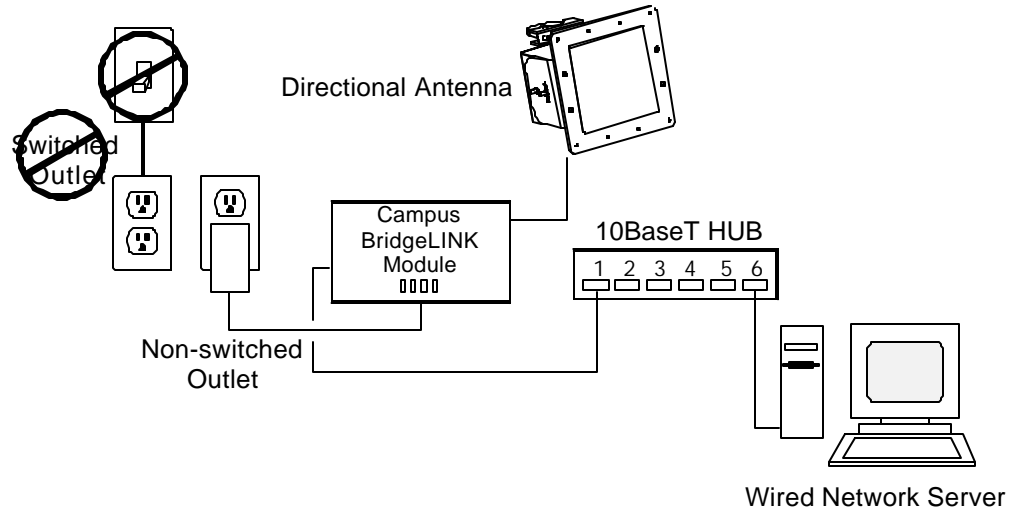 Directional Antenna
Switched
Outlet
Campus
BridgeLINK
Module
10BaseT HUB
1 2 3 4 5 6
Non-switched
Outlet
Wired Network Server